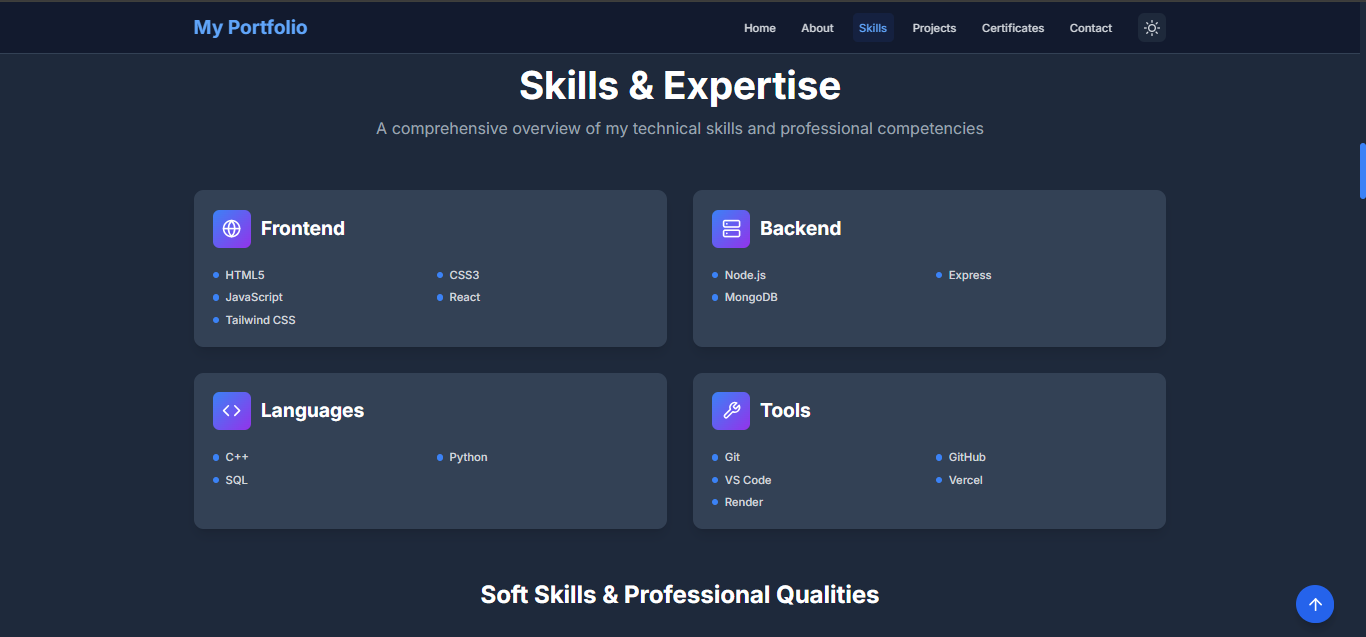 My Portfolio Home About Skills Projects Certificates Contact
Skills & Expertise
A comprehensive overview of my technical skills and professional competencies
Frontend
HTML5 CSS3
JavaScript React
Tailwind CSS
Backend
Node.js Express
MongoDB
Languages
C++ Python
SQL
Tools
Git GitHub
VS Code Vercel
Render
Soft Skills & Professional Qualities